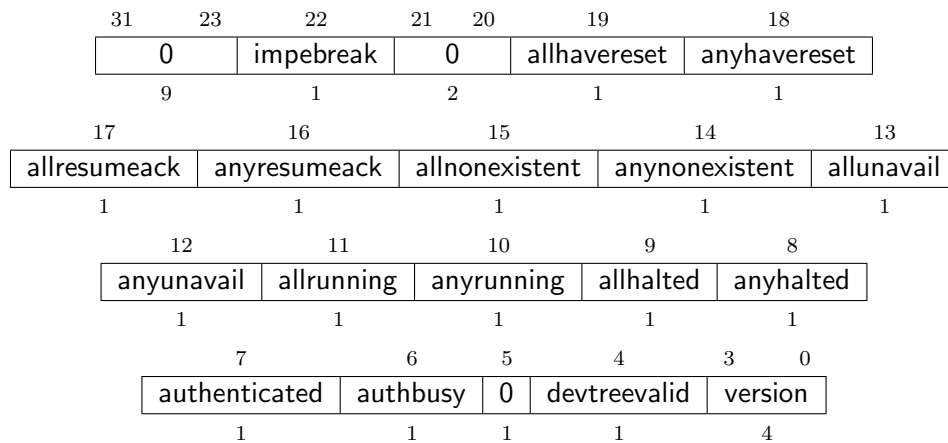 31 23 22 21 20 19 18
0 impebreak 0 allhavereset anyhavereset
9 1 2 1 1
17 16 15 14 13
allresumeack anyresumeack allnonexistent anynonexistent allunavail
1 1 1 1 1
12 11 10 9 8
anyunavail allrunning anyrunning allhalted anyhalted
1 1 1 1 1
7 6 5 4 3 0
authenticated authbusy 0 devtreevalid version
1 1 1 1 4